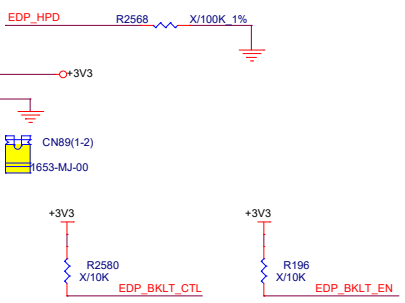 EDP_HPD R2568 X/100K_1%
+3V3
CN89(1-2)
1653-MJ-00
+3V3 +3V3
R2580 R196
X/10K X/10K
EDP_BKLT_CTL EDP_BKLT_EN